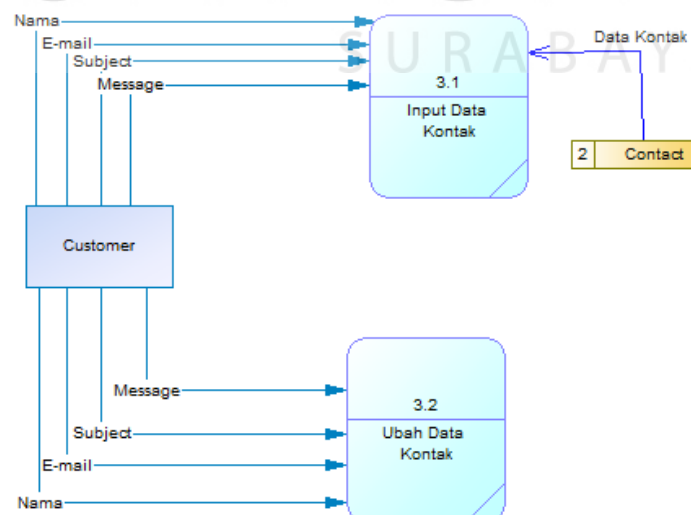 Nama
E-mail
Subject
Message
SURABAY
Data Kontak
3.1
Input Data
Kontak
2 Contact
Customer
Message
3.2
Subject
Ubah Data
Kontak
E-mail
Nama